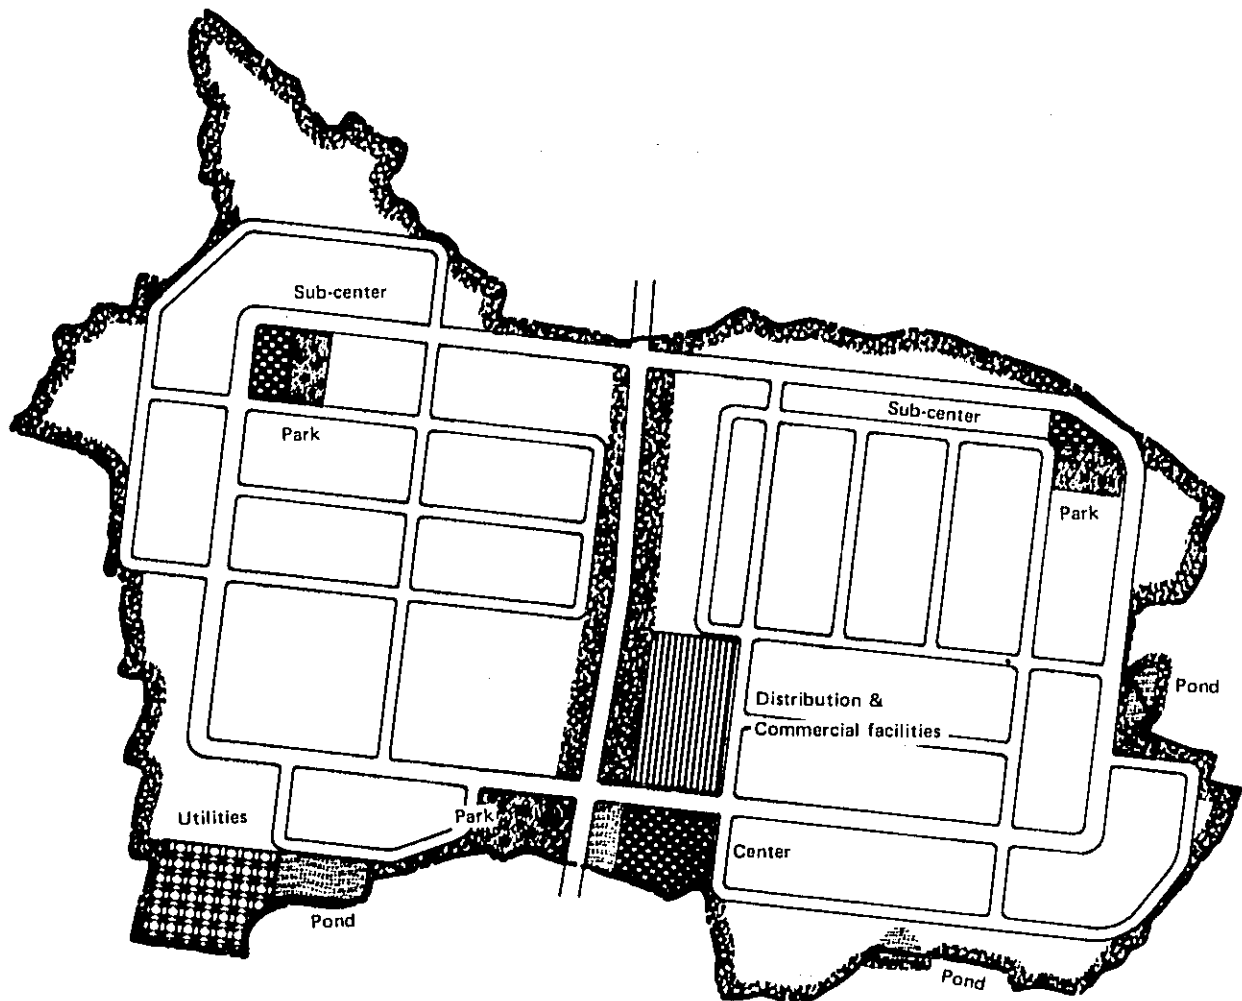 Sub-center
Sub-center
Park
Park
Pond
Distribution &
Commercial facilities
Utilities
Park
Center
Pond
Pond